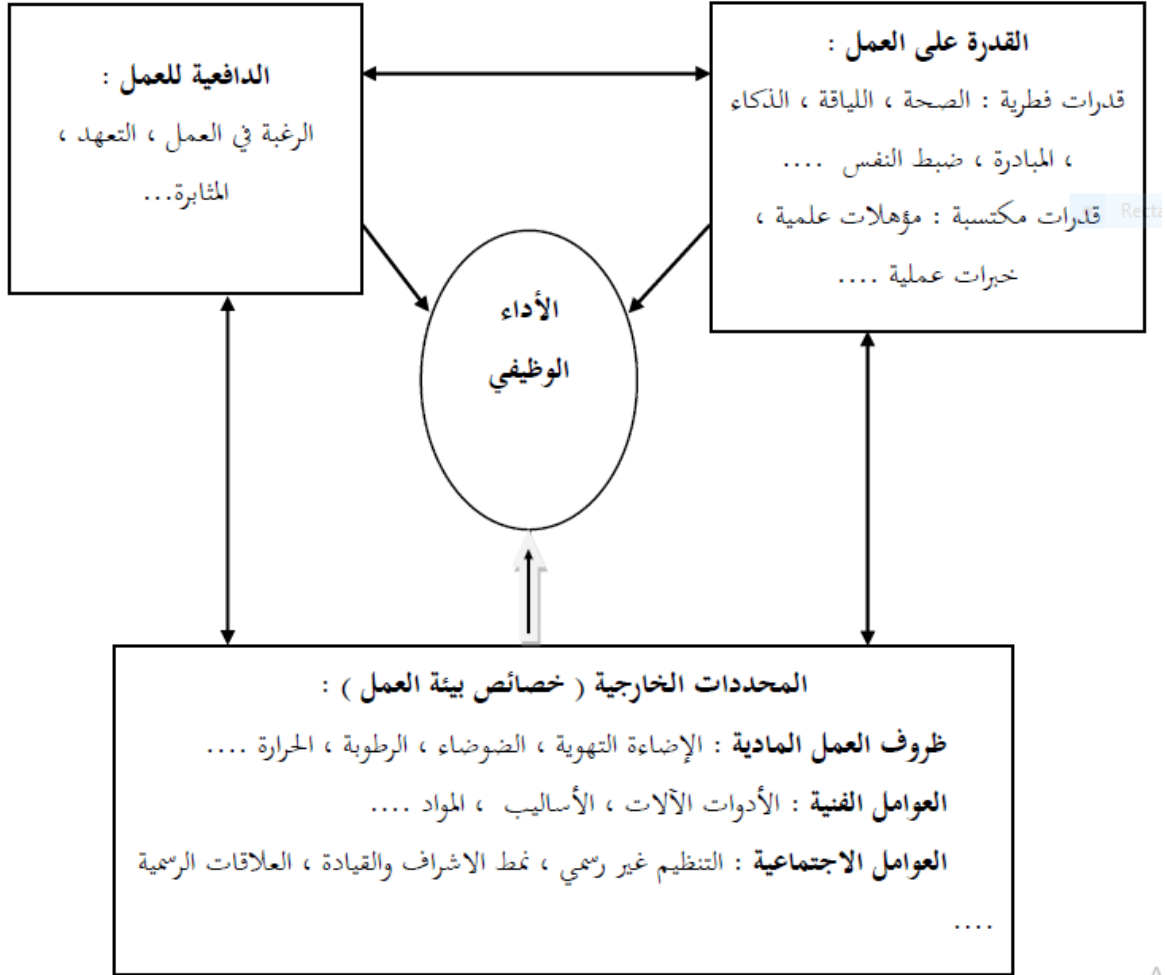 القدرة على العمل :
قدرات فطرية : الصحة ، اللياقة ، الذكاء
، المبادرة ، ضبط النفس ....
قدرات مكتسبة : مؤهلات علمية ،
خبرات عملية ....
الدافعية للعمل :
الرغبة في العمل ، التعهد ،
المثابرة...
الأداء
الوظيفي
المحددات الخارجية ( خصائص بيئة العمل ) :
ظروف العمل المادية : الإضاءة التهوية ، الضوضاء ، الرطوبة ، الحرارة ....
العوامل الفنية : الأدوات الآلات ، الأساليب ، المواد ....
العوامل الاجتماعية : التنظيم غير رسمي ، نمط الاشراف والقيادة ، العلاقات الرسمية
....